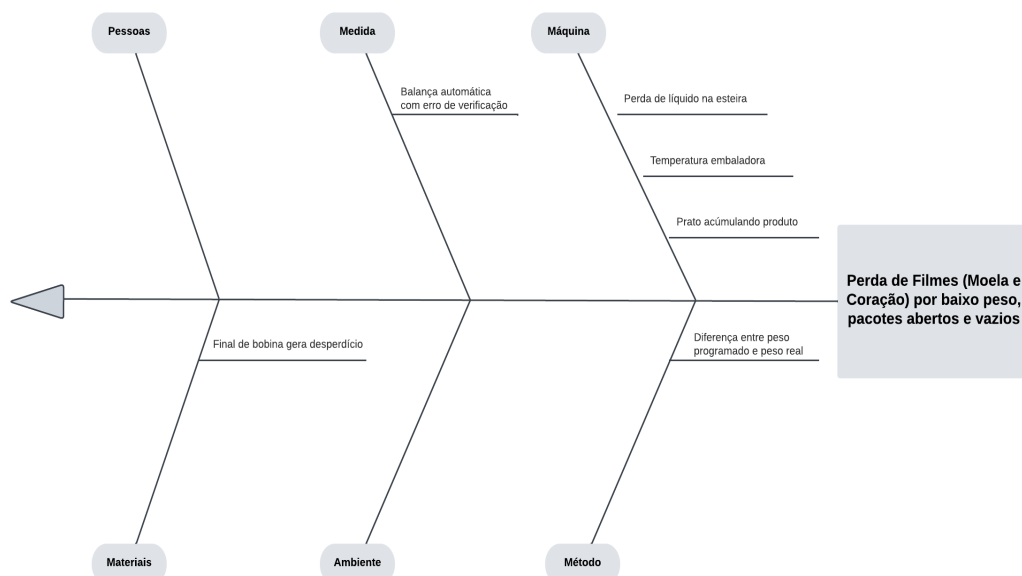 Pessoas
Medida
Máquina
Balança automática
com erro de verificação
Perda de líquido na esteira
Temperatura embaladora
Prato acúmulando produto
Perda de Filmes (Moela e
Coração) por baixo peso,
pacotes abertos e vazios
Final de bobina gera desperdício
Diferença entre peso
programado e peso real
Materiais
Ambiente
Método